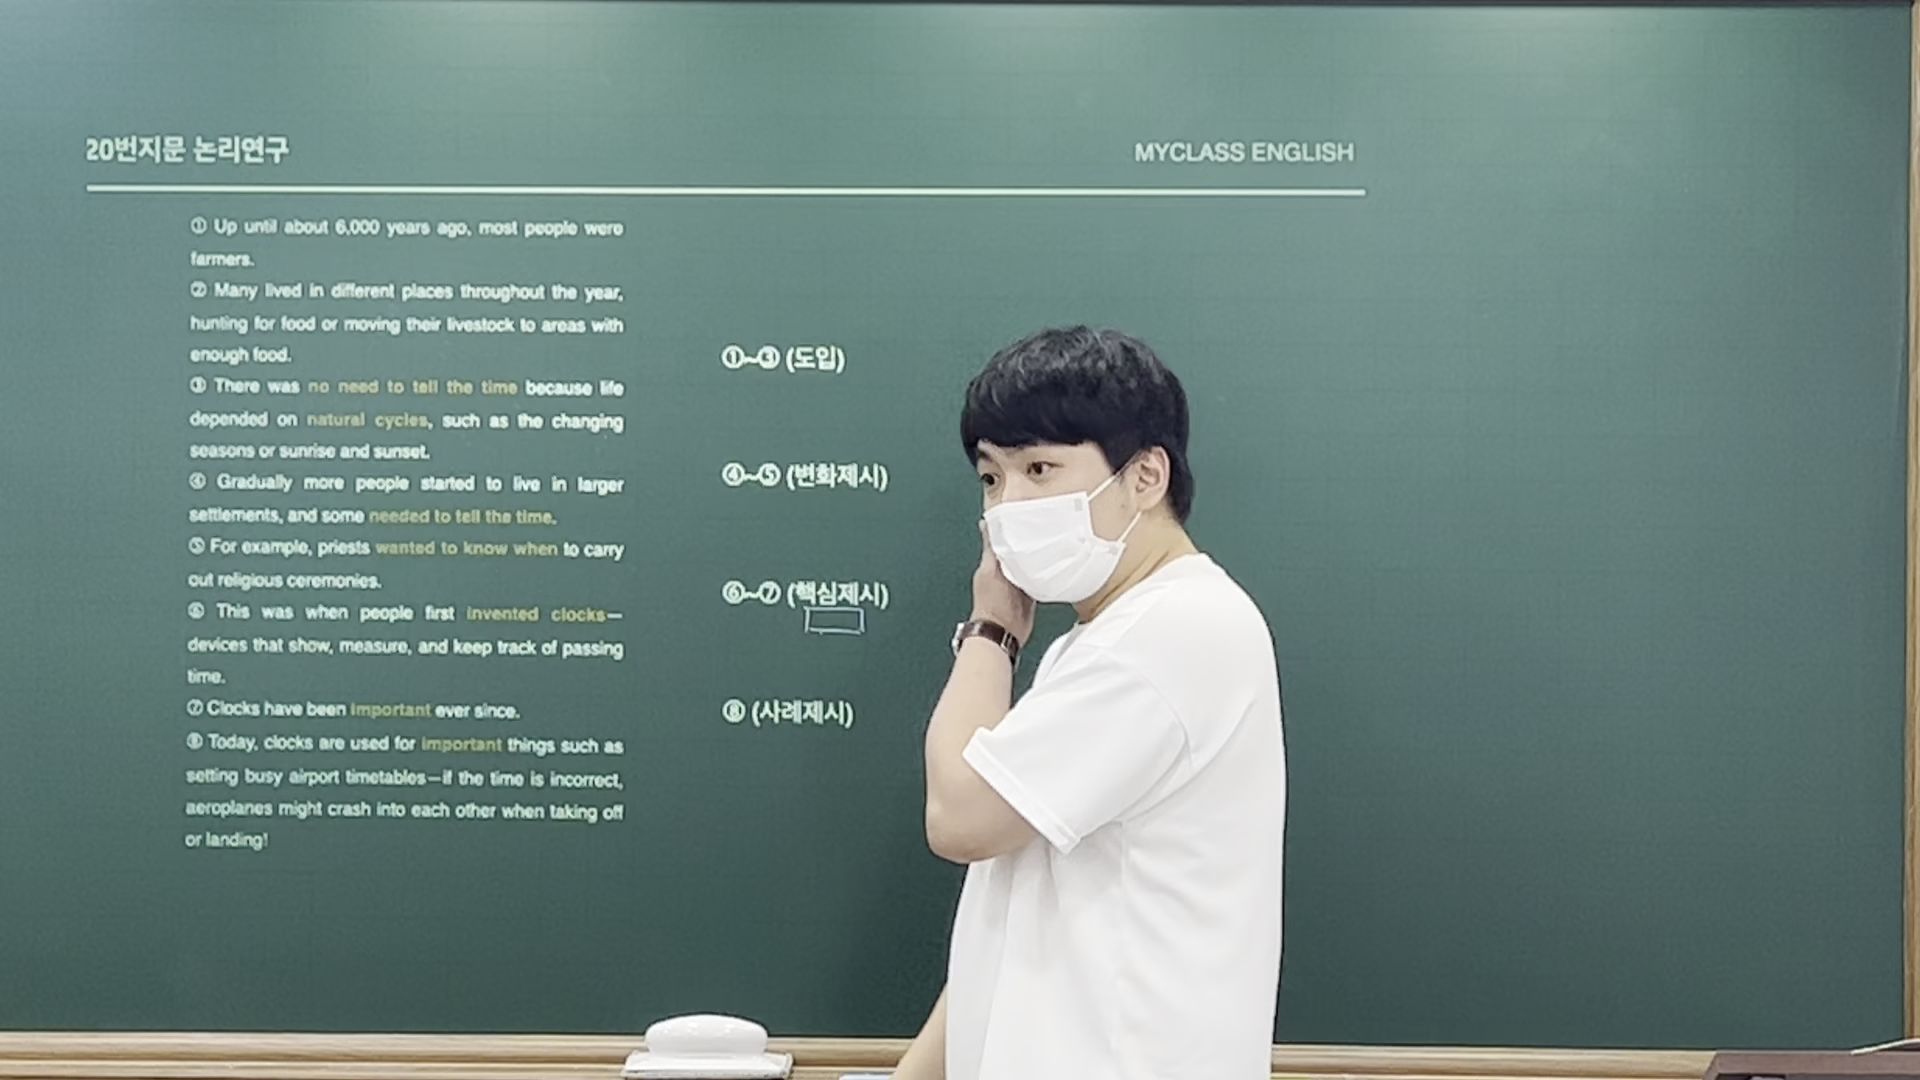 20번지문 논리연구
MYCLASS ENGLISH
① Up until about 6,000 years ago, most people were
farmers.
② Many lived in different places throughout the year,
hunting for food or moving their livestock to areas with
enough food.
③ There was no need to tell the time because life
depended on natural cycles, such as the changing
seasons or sunrise and sunset.
④ Gradually more people started to live in larger
settlements, and some needed to tell the time.
⑤ For example, priests wanted to know when to carry
out religious ceremonies.
⑥ This was when people first invented clocks—
devices that show, measure, and keep track of passing
time.
⑦ Clocks have been important ever since.
⑧ Today, clocks are used for important things such as
setting busy airport timetables—if the time is incorrect,
aeroplanes might crash into each other when taking off
or landing!
①~③ (도입)
④~⑤ (변화제시)
⑥~⑦ (핵심제시)
⑧ (사례제시)